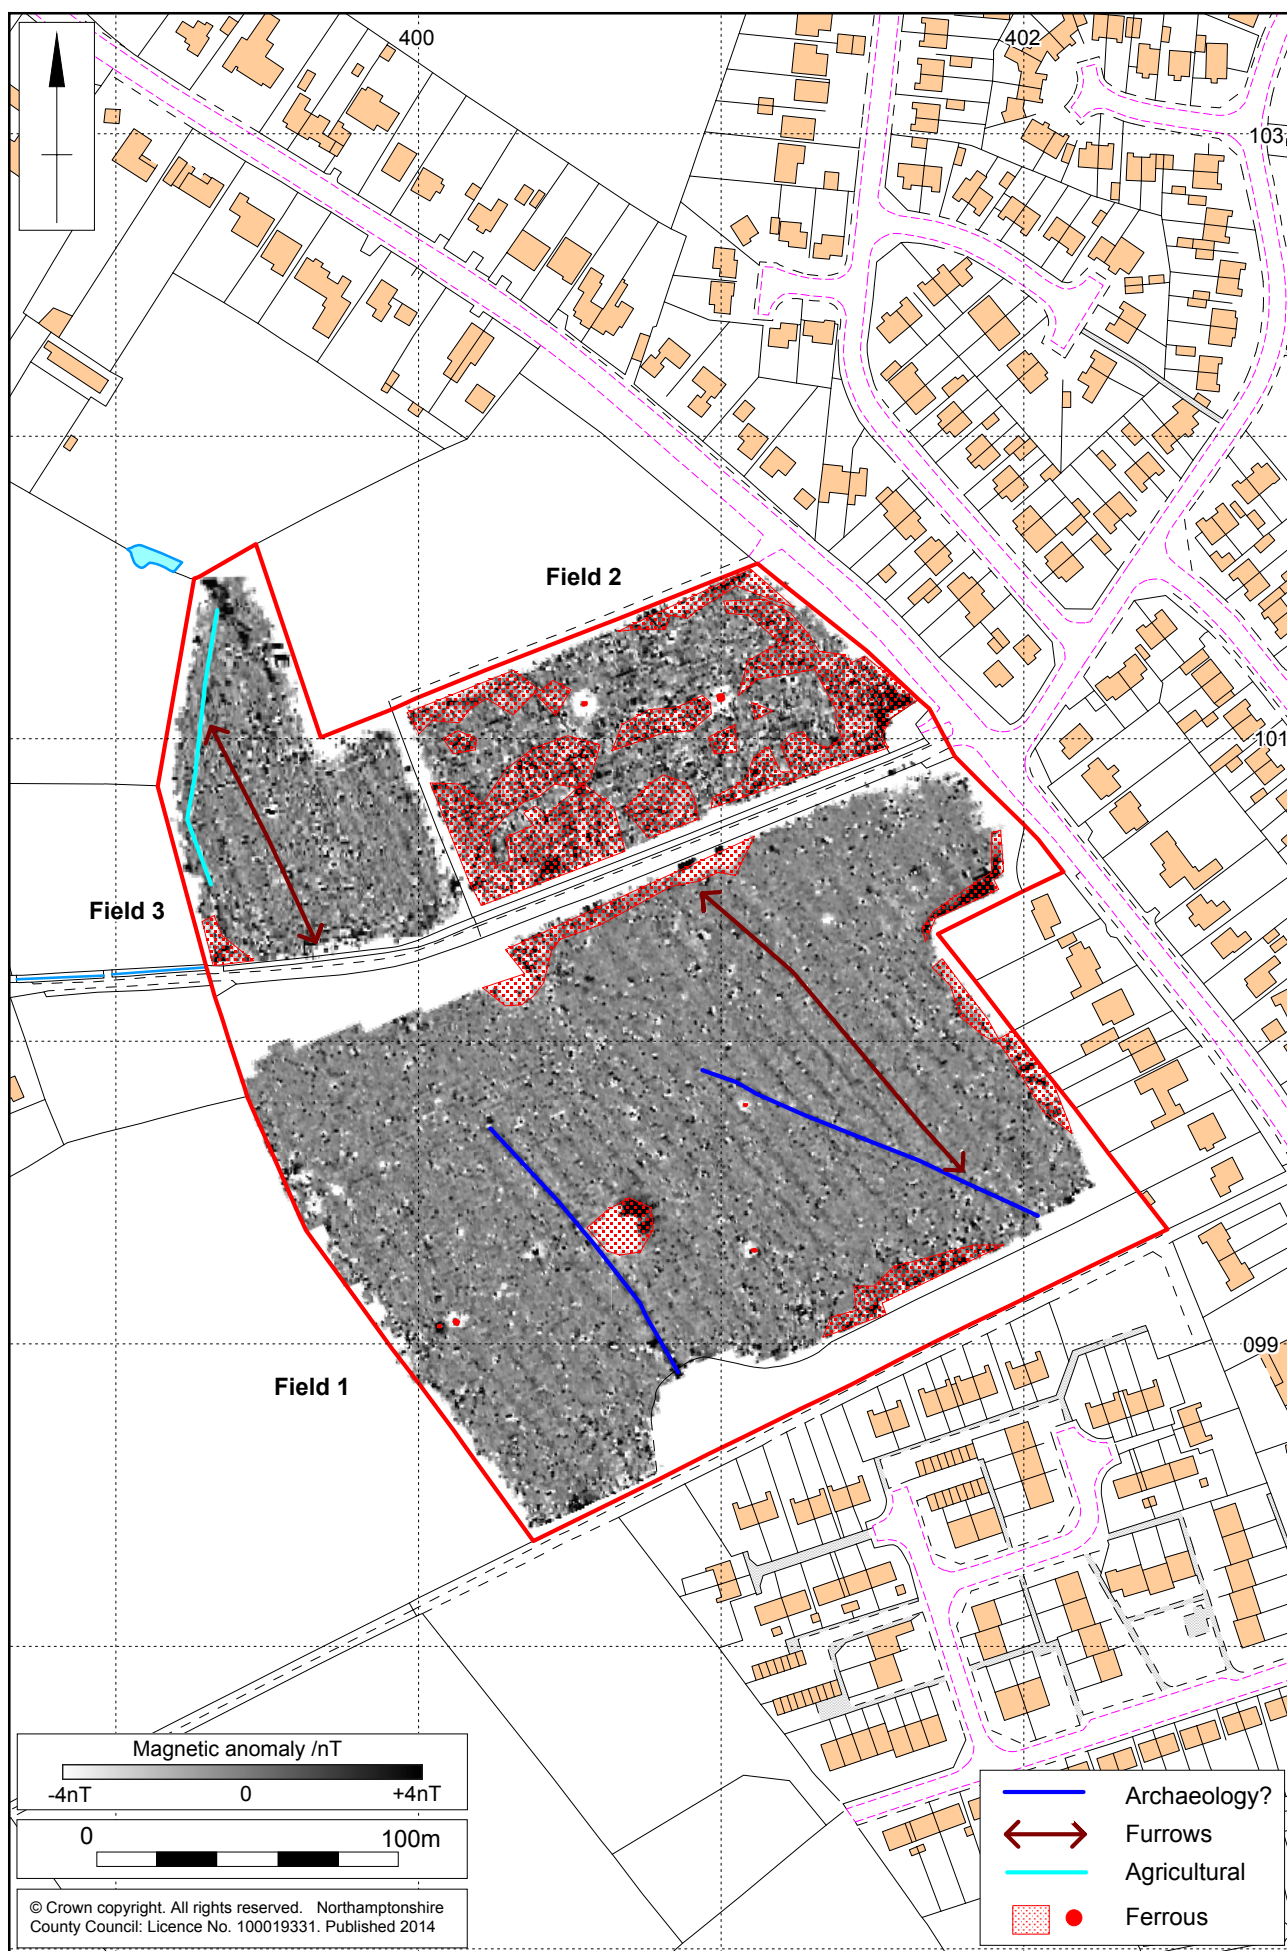 400
402
103
Field 2
101
Field 3
099
Field 1
Magnetic anomaly /nT
-4nT 0 +4nT
0 100m
© Crown copyright. All rights reserved. Northamptonshire
County Council: Licence No. 100019331. Published 2014
Archaeology?
Furrows
Agricultural
Ferrous